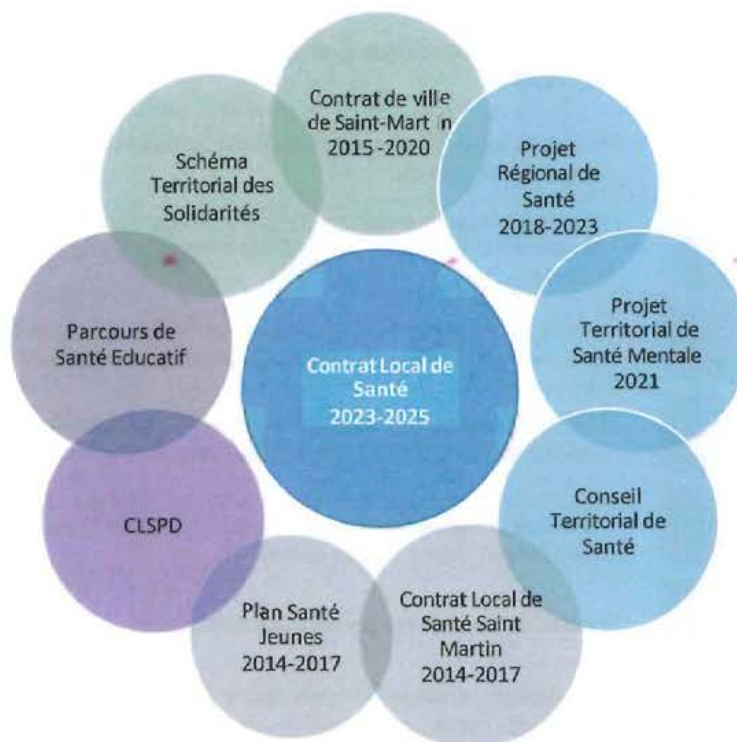 Contrat de ville
de Saint-Martin
2015-2020
Projet
Régional de
Santé
2018-2023
Projet
Territorial de
Santé Mentale
2021
Conseil
Territorial de
Santé
Contrat Local de
Santé Saint
Martin
2014-2017
Plan Santé
Jeunes
2014-2017
CLSPD
Parcours de
Santé Educatif
Schéma
Territorial des
Solidarités
Contrat Local de
Santé
2023-2025